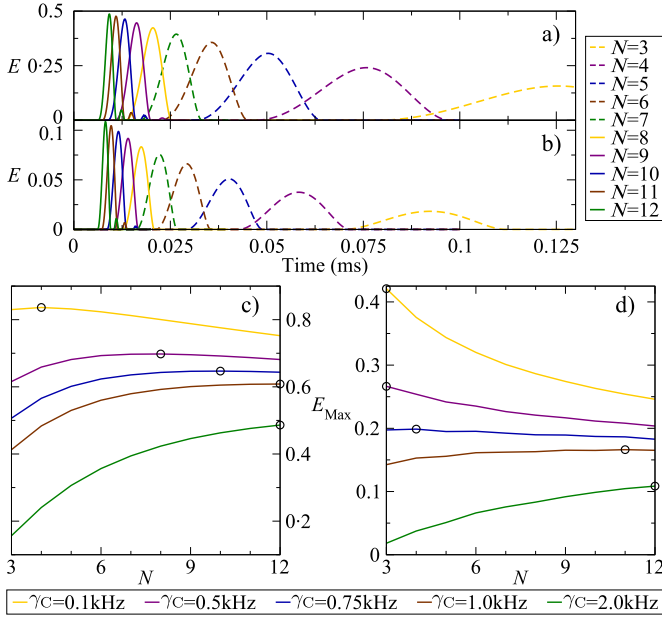 0·5
E 0·25
0
a)
0.1
E 0.05
0
b)
0 0.025 0.05 0.075 0.1 0.125
Time (ms)
N=3
N=4
N=5
N=6
N=7
N=8
N=9
N=10
N=11
N=12
c)
0·8
0·6
0·4
0·2
3 6 9 12
N
E_Max
d)
0.4
0.3
0.2
0.1
0
3 6 9 12
N
γC=0.1kHz γC=0.5kHz γC=0.75kHz γC=1.0kHz γC=2.0kHz